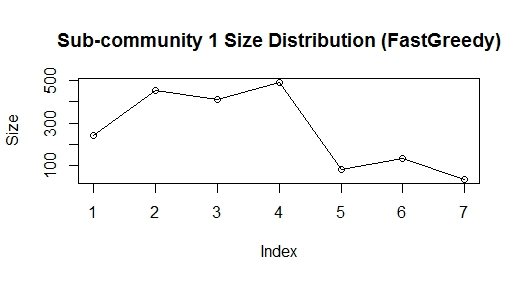 Sub-community 1 Size Distribution (FastGreedy)
Size
500
300
100
1 2 3 4 5 6 7
Index